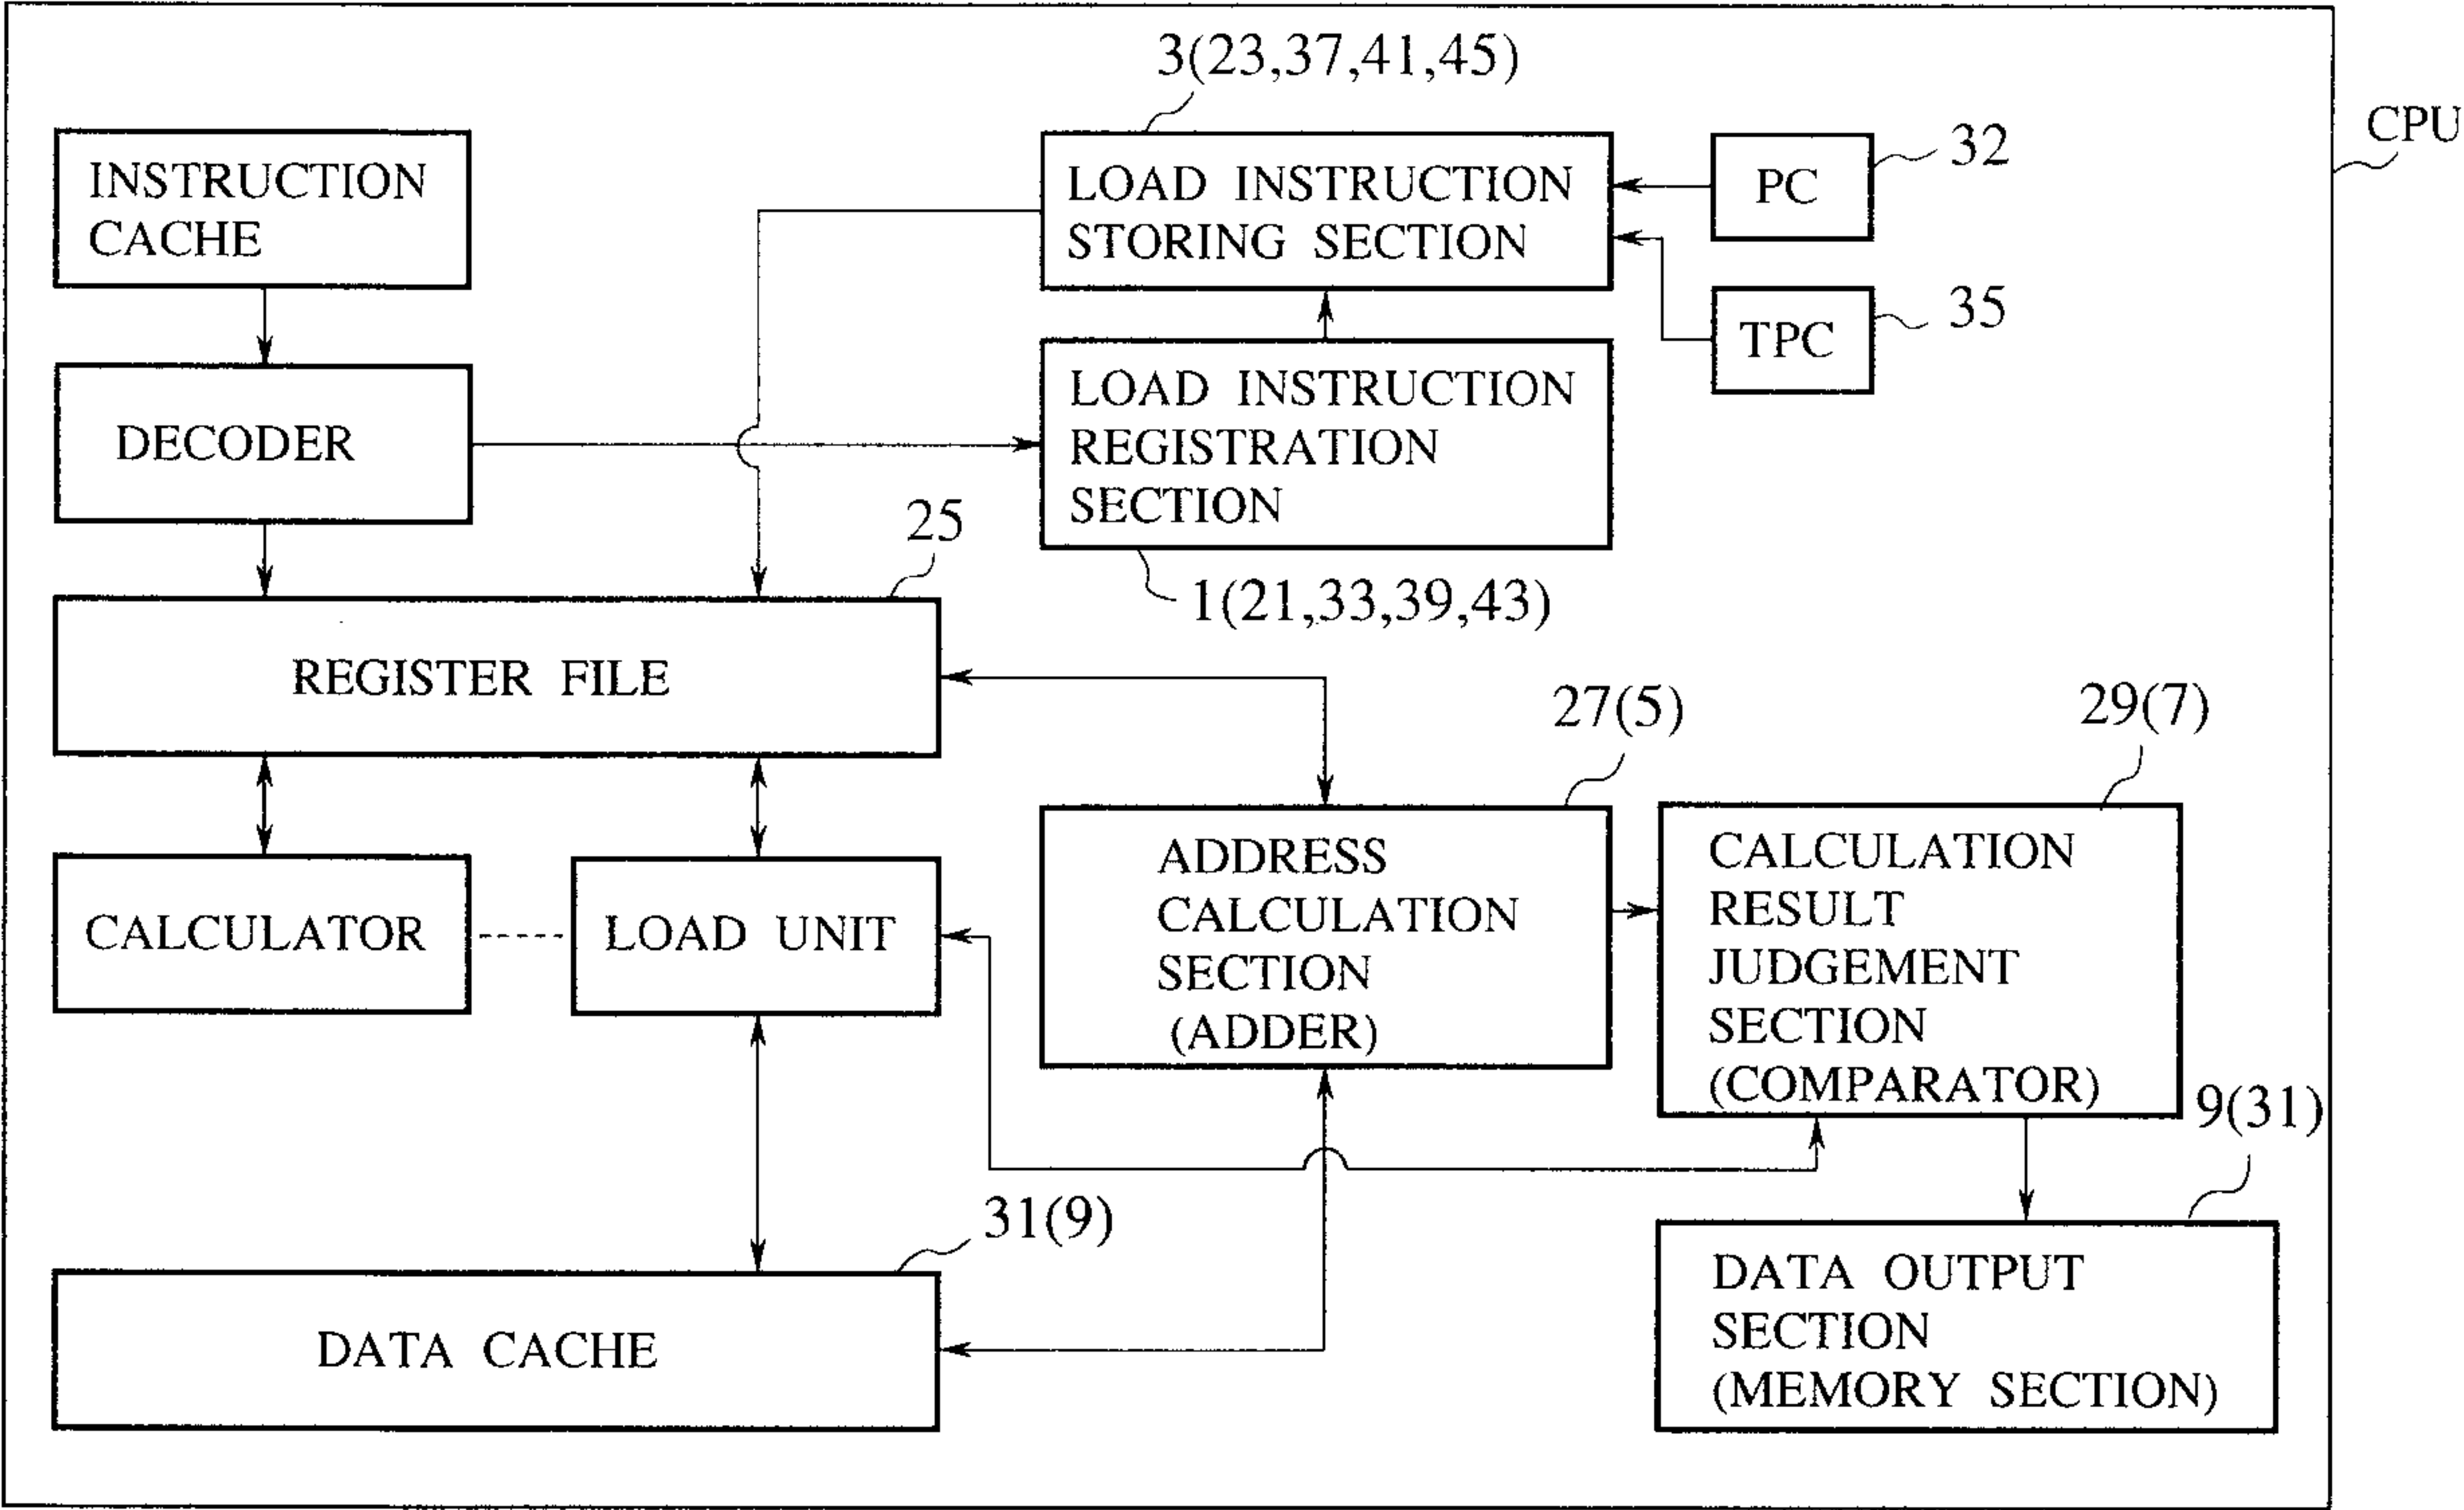 3(23,37,41,45)
CPU
INSTRUCTION
CACHE
LOAD INSTRUCTION
STORING SECTION
PC
32
TPC
35
DECODER
LOAD INSTRUCTION
REGISTRATION
SECTION
1(21,33,39,43)
25
REGISTER FILE
27(5)
29(7)
CALCULATOR
LOAD UNIT
ADDRESS
CALCULATION
SECTION
(ADDER)
CALCULATION
RESULT
JUDGEMENT
SECTION
(COMPARATOR)
9(31)
31(9)
DATA CACHE
DATA OUTPUT
SECTION
(MEMORY SECTION)